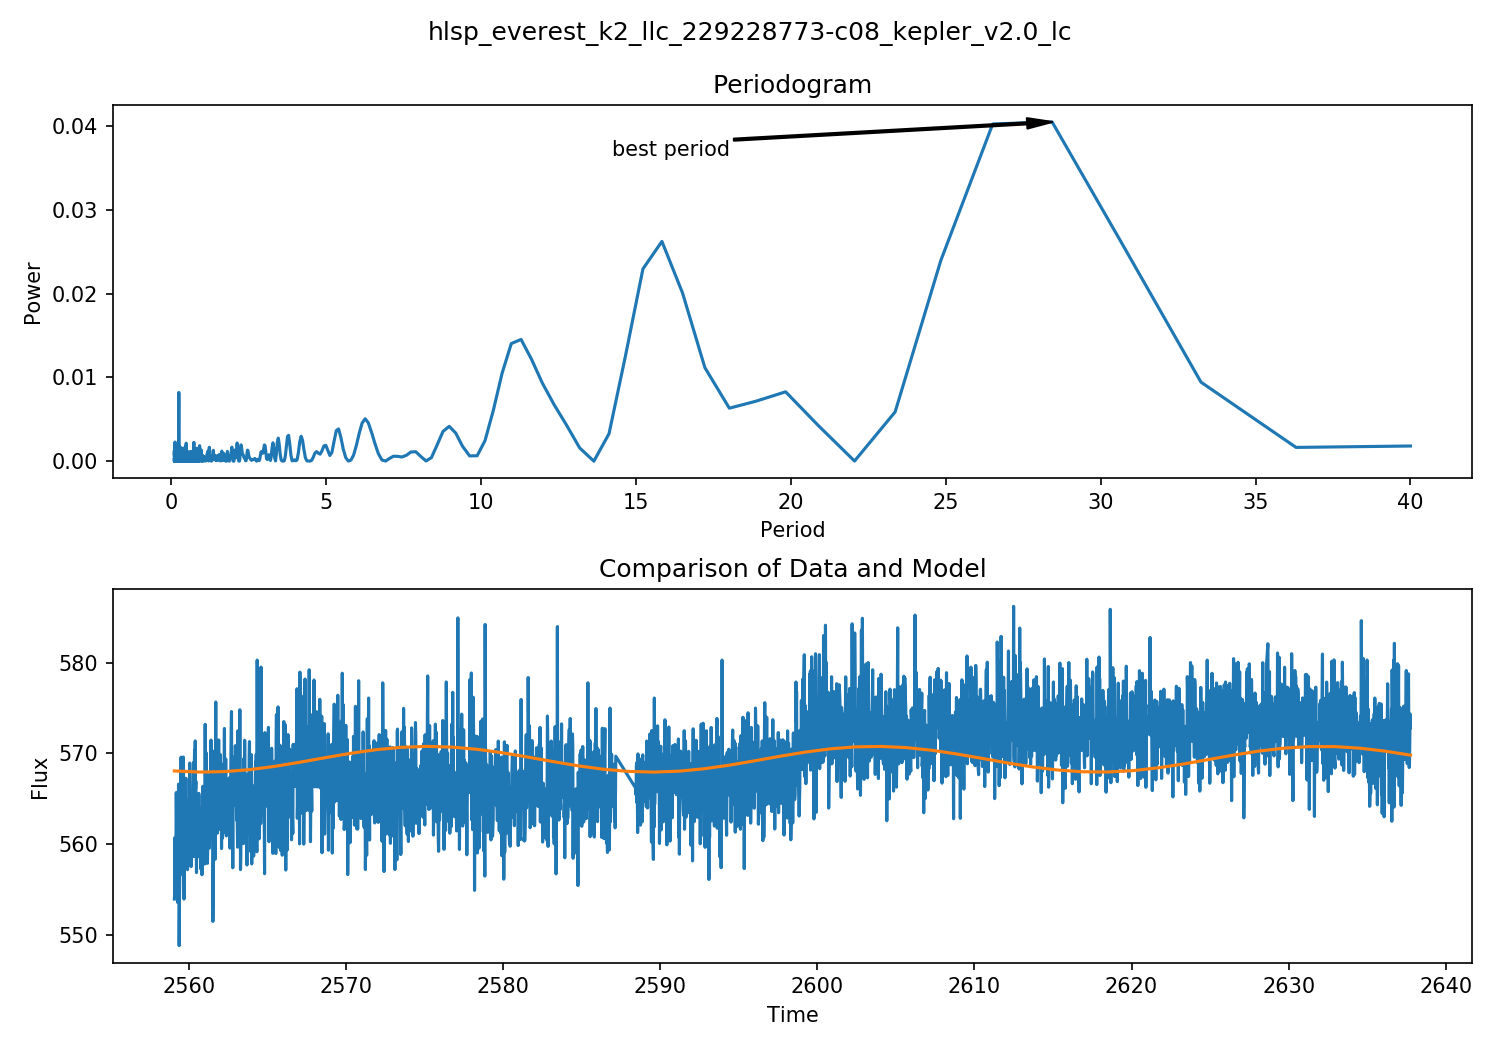 hlsp_everest_k2_llc_229228773-c08_kepler_v2.0_lc
Periodogram
0.04
0.03
0.02
0.01
0.00
Power
best period
0 5 10 15 20 25 30 35 40
Period
Comparison of Data and Model
580
570
560
550
Flux
2560 2570 2580 2590 2600 2610 2620 2630 2640
Time